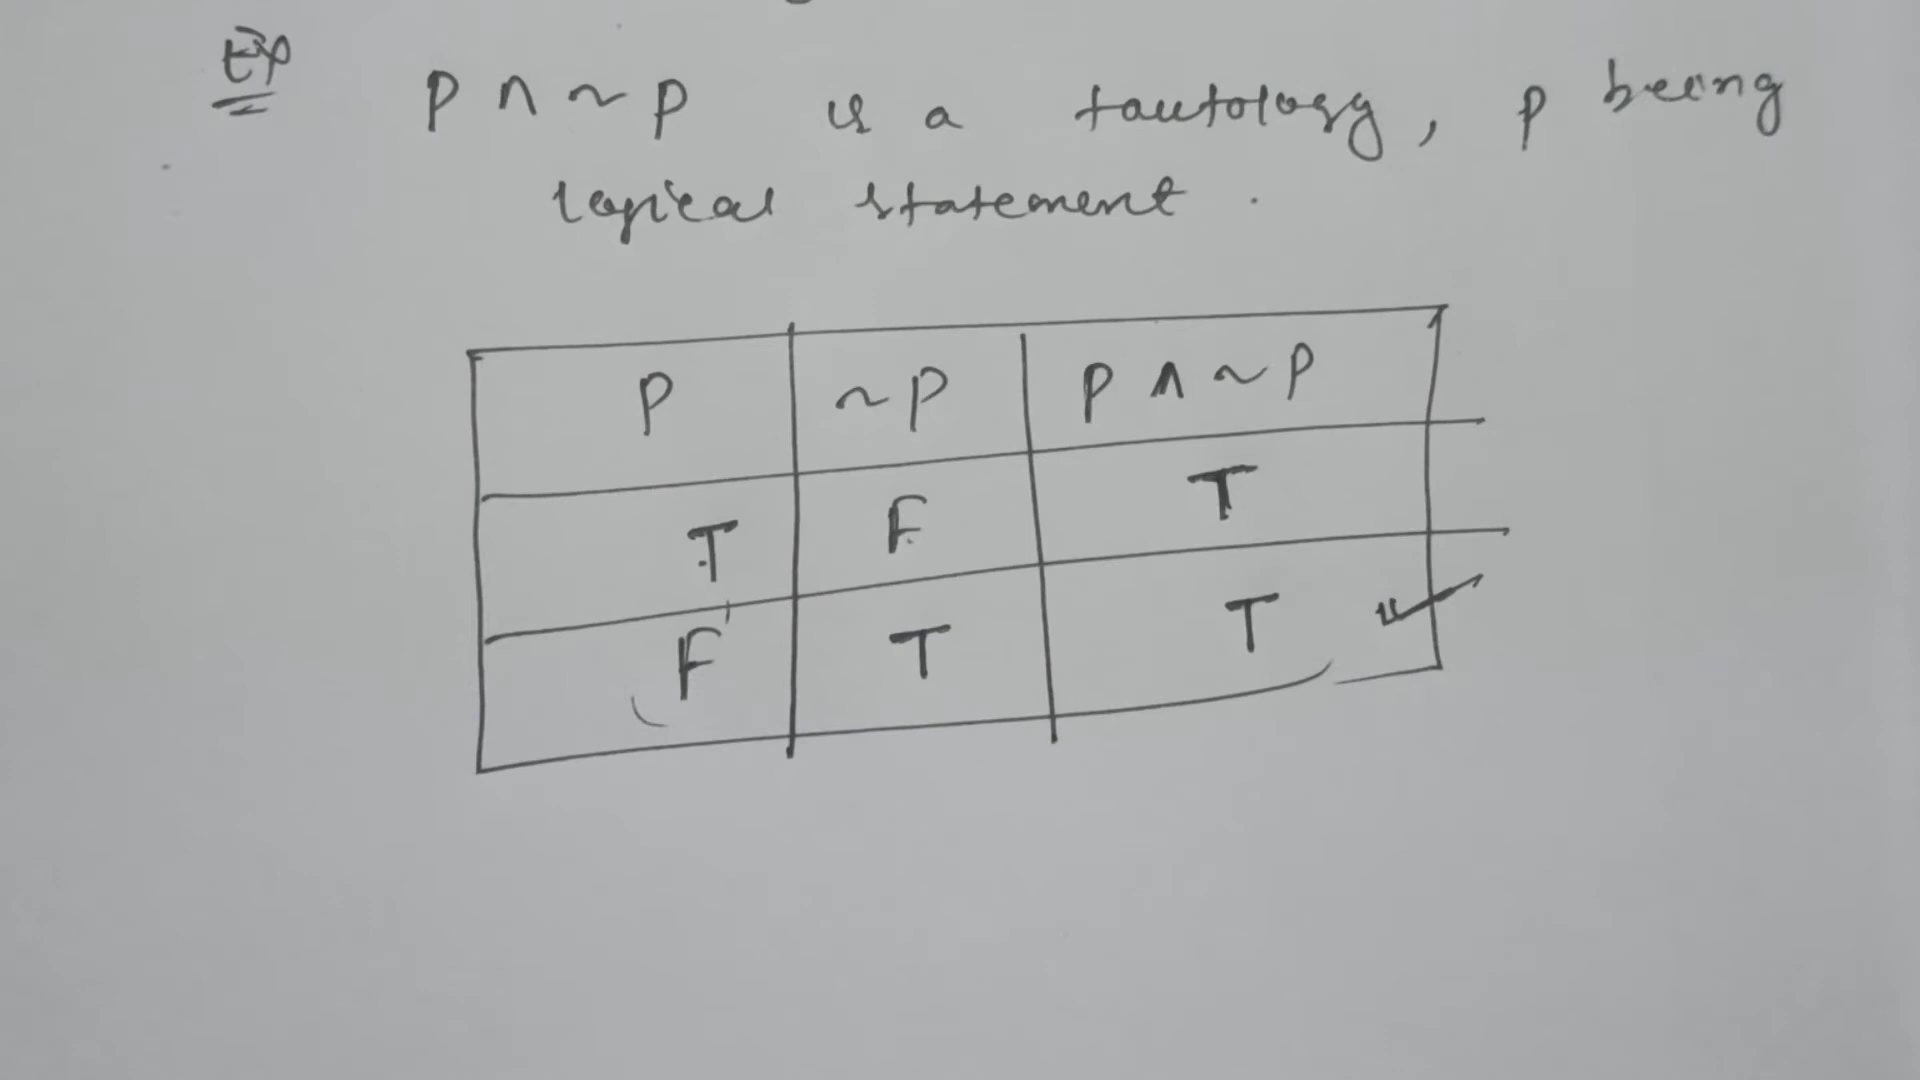 Ex p ∧ ~ p is a tautology, p being
logical statement.
P ~P P ∧ ~ P
T F T
F T T